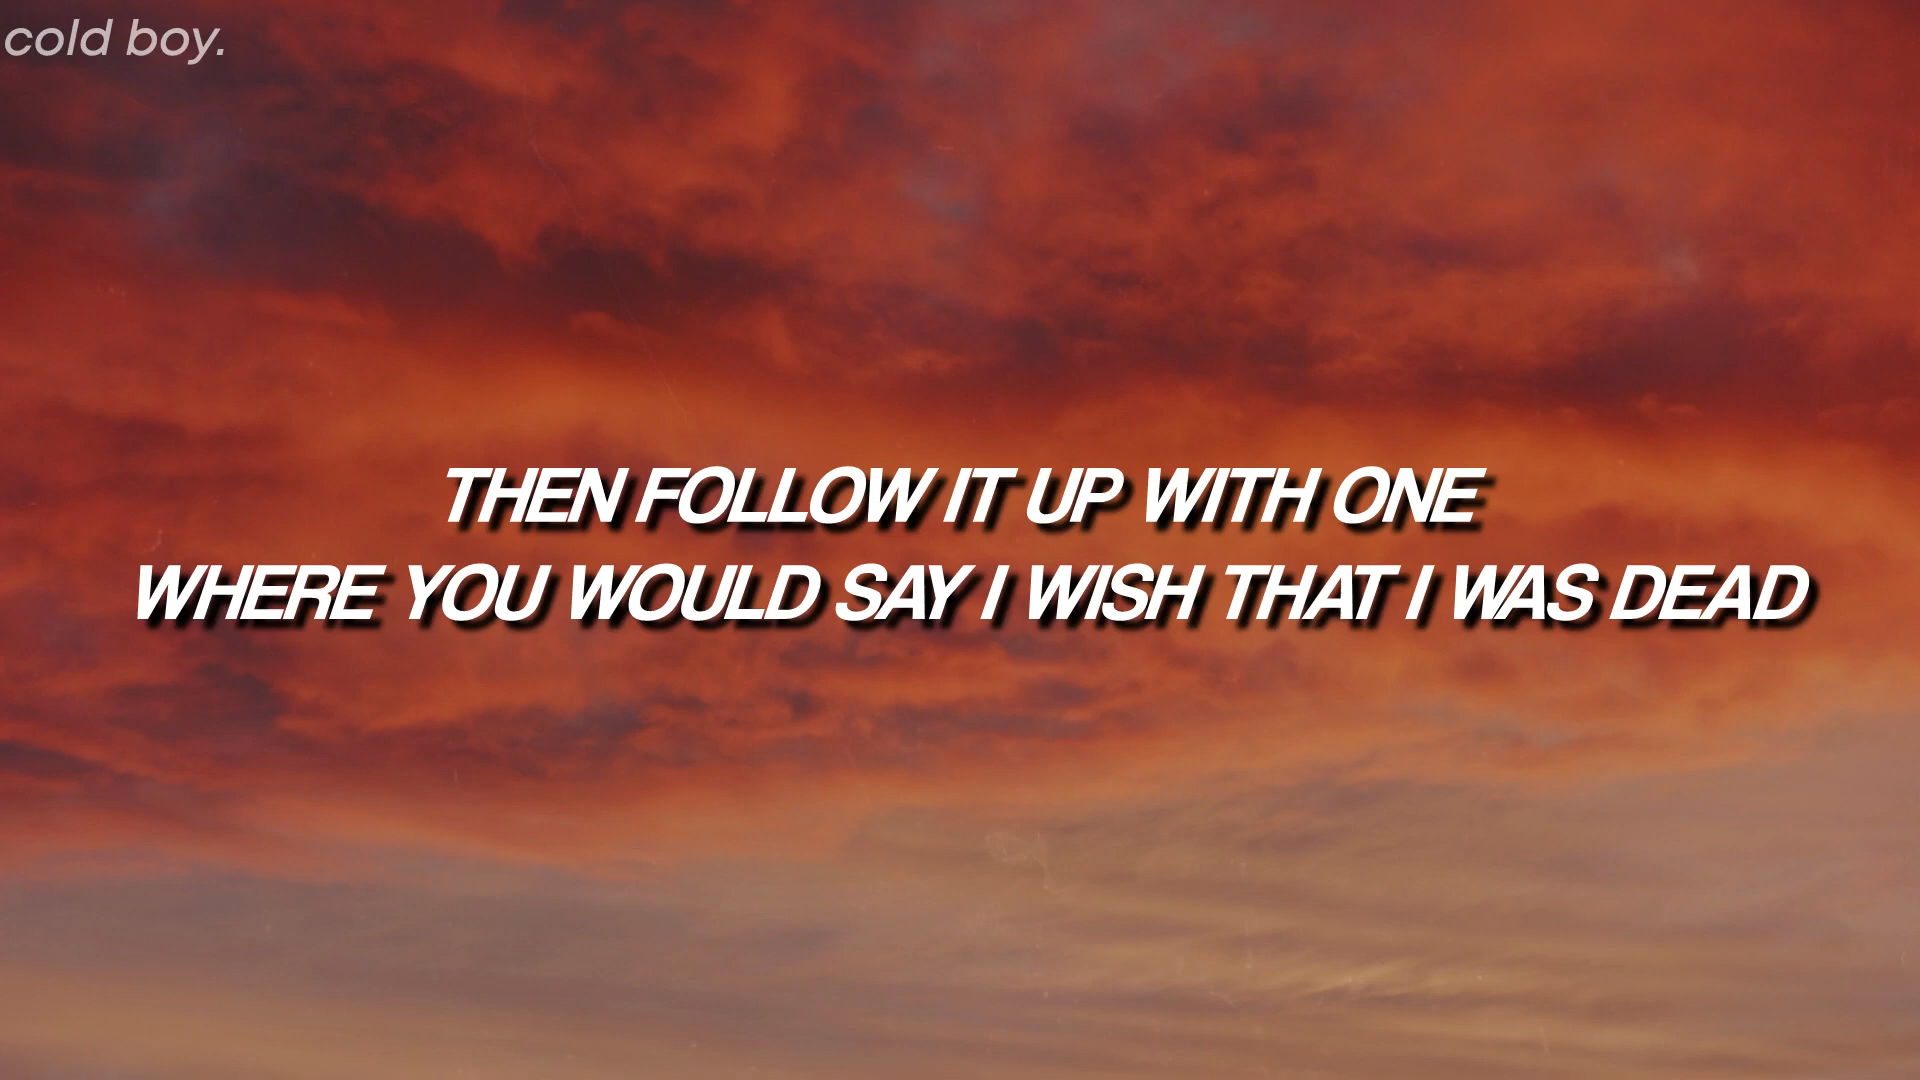 cold boy.
THEN FOLLOW IT UP WITH ONE
WHERE YOU WOULD SAY I WISH THAT I WAS DEAD